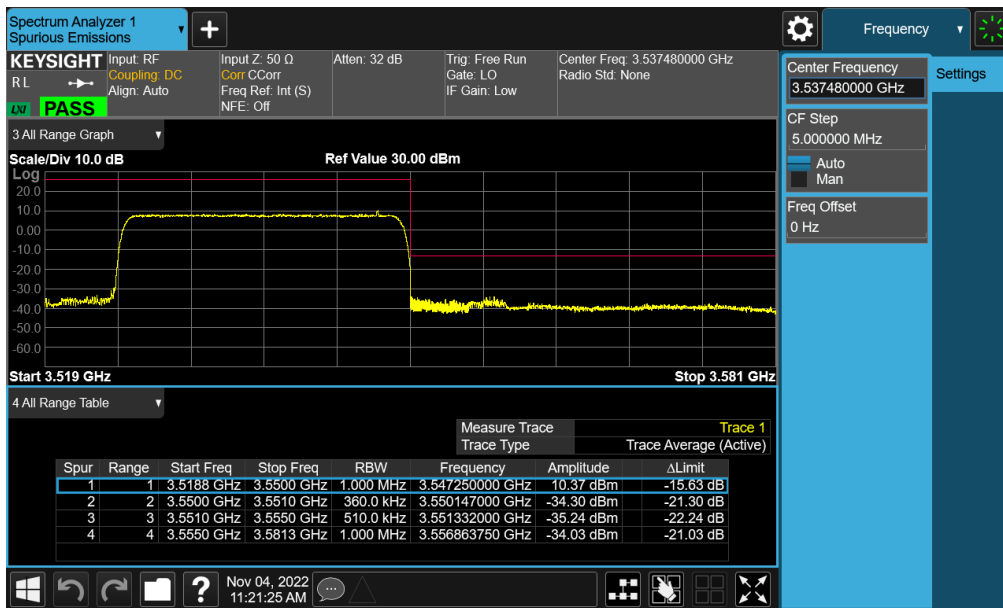 Spectrum Analyzer 1
Spurious Emissions
+
Frequency
KEYSIGHT Input: RF Input Z: 50 Ω Atten: 32 dB Trig: Free Run Center Freq: 3.537480000 GHz
R L Coupling: DC Corr CCorr Gate: LO Radio Std: None
Align: Auto Freq Ref: Int (S) IF Gain: Low
LXI PASS NFE: Off
Center Frequency
3.537480000 GHz
Settings
CF Step
5.000000 MHz
Auto
Man
Freq Offset
0 Hz
3 All Range Graph
Scale/Div 10.0 dB Ref Value 30.00 dBm
Log
20.0
10.0
0.00
-10.0
-20.0
-30.0
-40.0
-50.0
-60.0
Start 3.519 GHz Stop 3.581 GHz
4 All Range Table
Measure Trace Trace 1
Trace Type Trace Average (Active)
Spur Range Start Freq Stop Freq RBW Frequency Amplitude ΔLimit
1 1 3.5188 GHz 3.5500 GHz 1.000 MHz 3.547250000 GHz 10.37 dBm -15.63 dB
2 2 3.5500 GHz 3.5510 GHz 360.0 kHz 3.550147000 GHz -34.30 dBm -21.30 dB
3 3 3.5510 GHz 3.5550 GHz 510.0 kHz 3.551332000 GHz -35.24 dBm -22.24 dB
4 4 3.5550 GHz 3.5813 GHz 1.000 MHz 3.556863750 GHz -34.03 dBm -21.03 dB
? Nov 04, 2022
11:21:25 AM